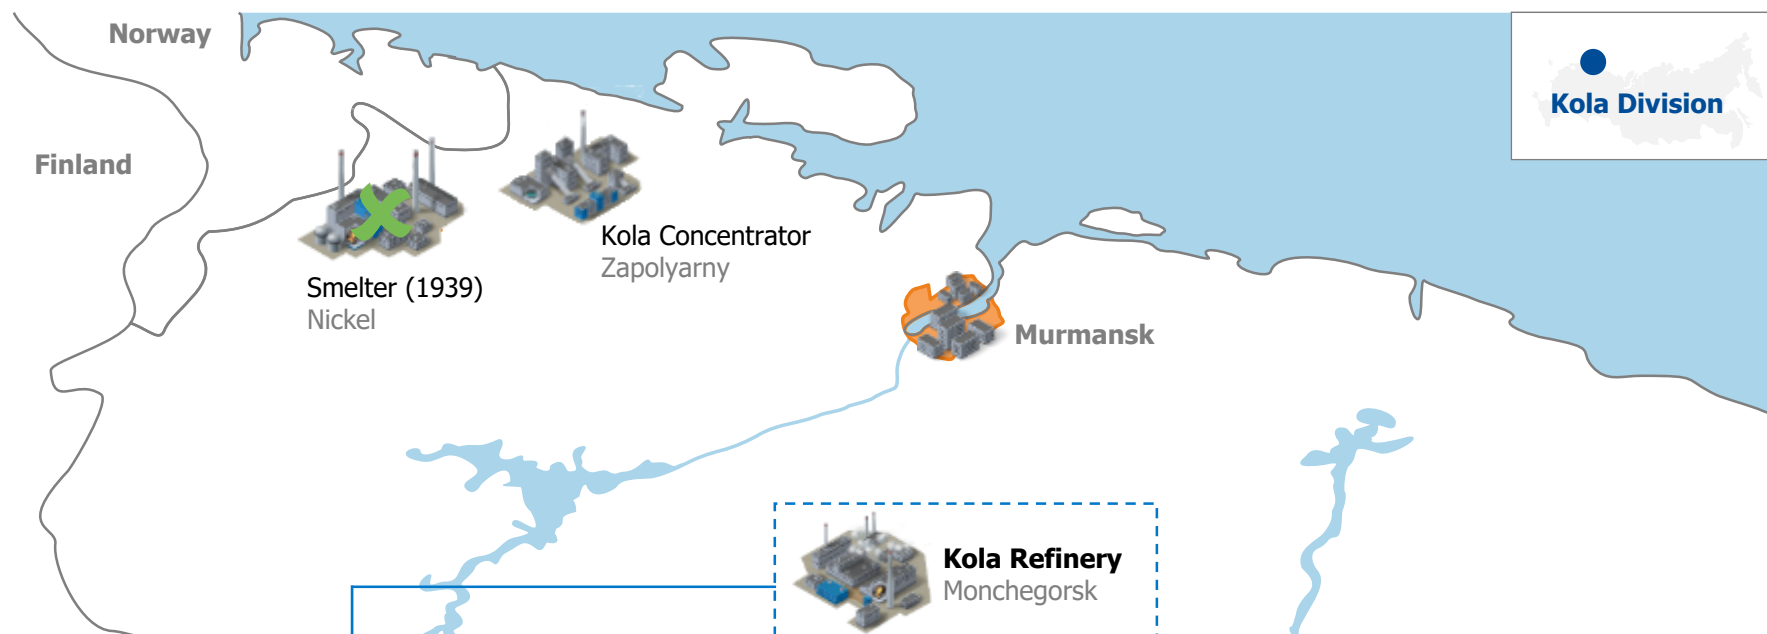 Norway
Kola Division
Finland
Kola Concentrator
Zapolyarny
Smelter (1939)
Nickel
Murmansk
Kola Refinery
Monchegorsk